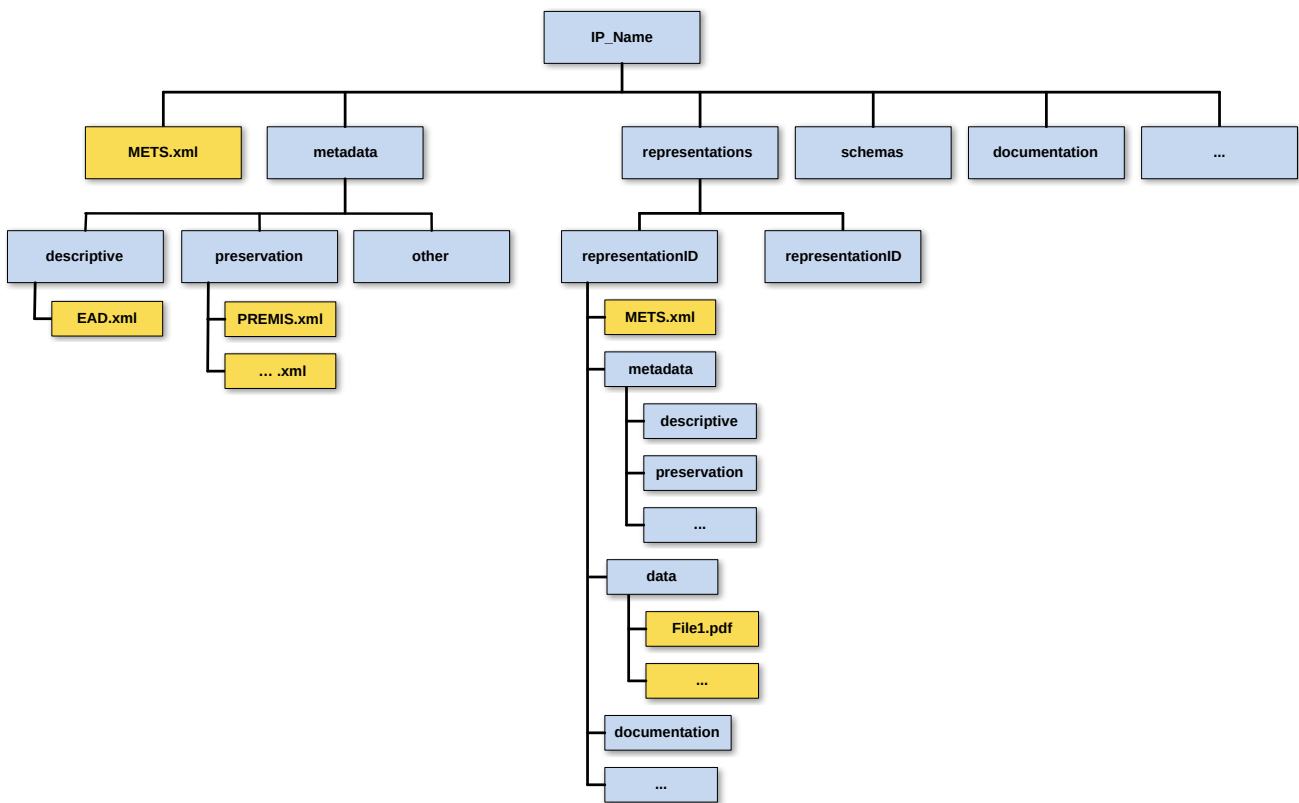 IP_Name
METS.xml
metadata
representations
schemas
documentation
...
descriptive
preservation
other
representationID
representationID
EAD.xml
PREMIS.xml
... .xml
METS.xml
metadata
descriptive
preservation
...
data
File1.pdf
...
documentation
...